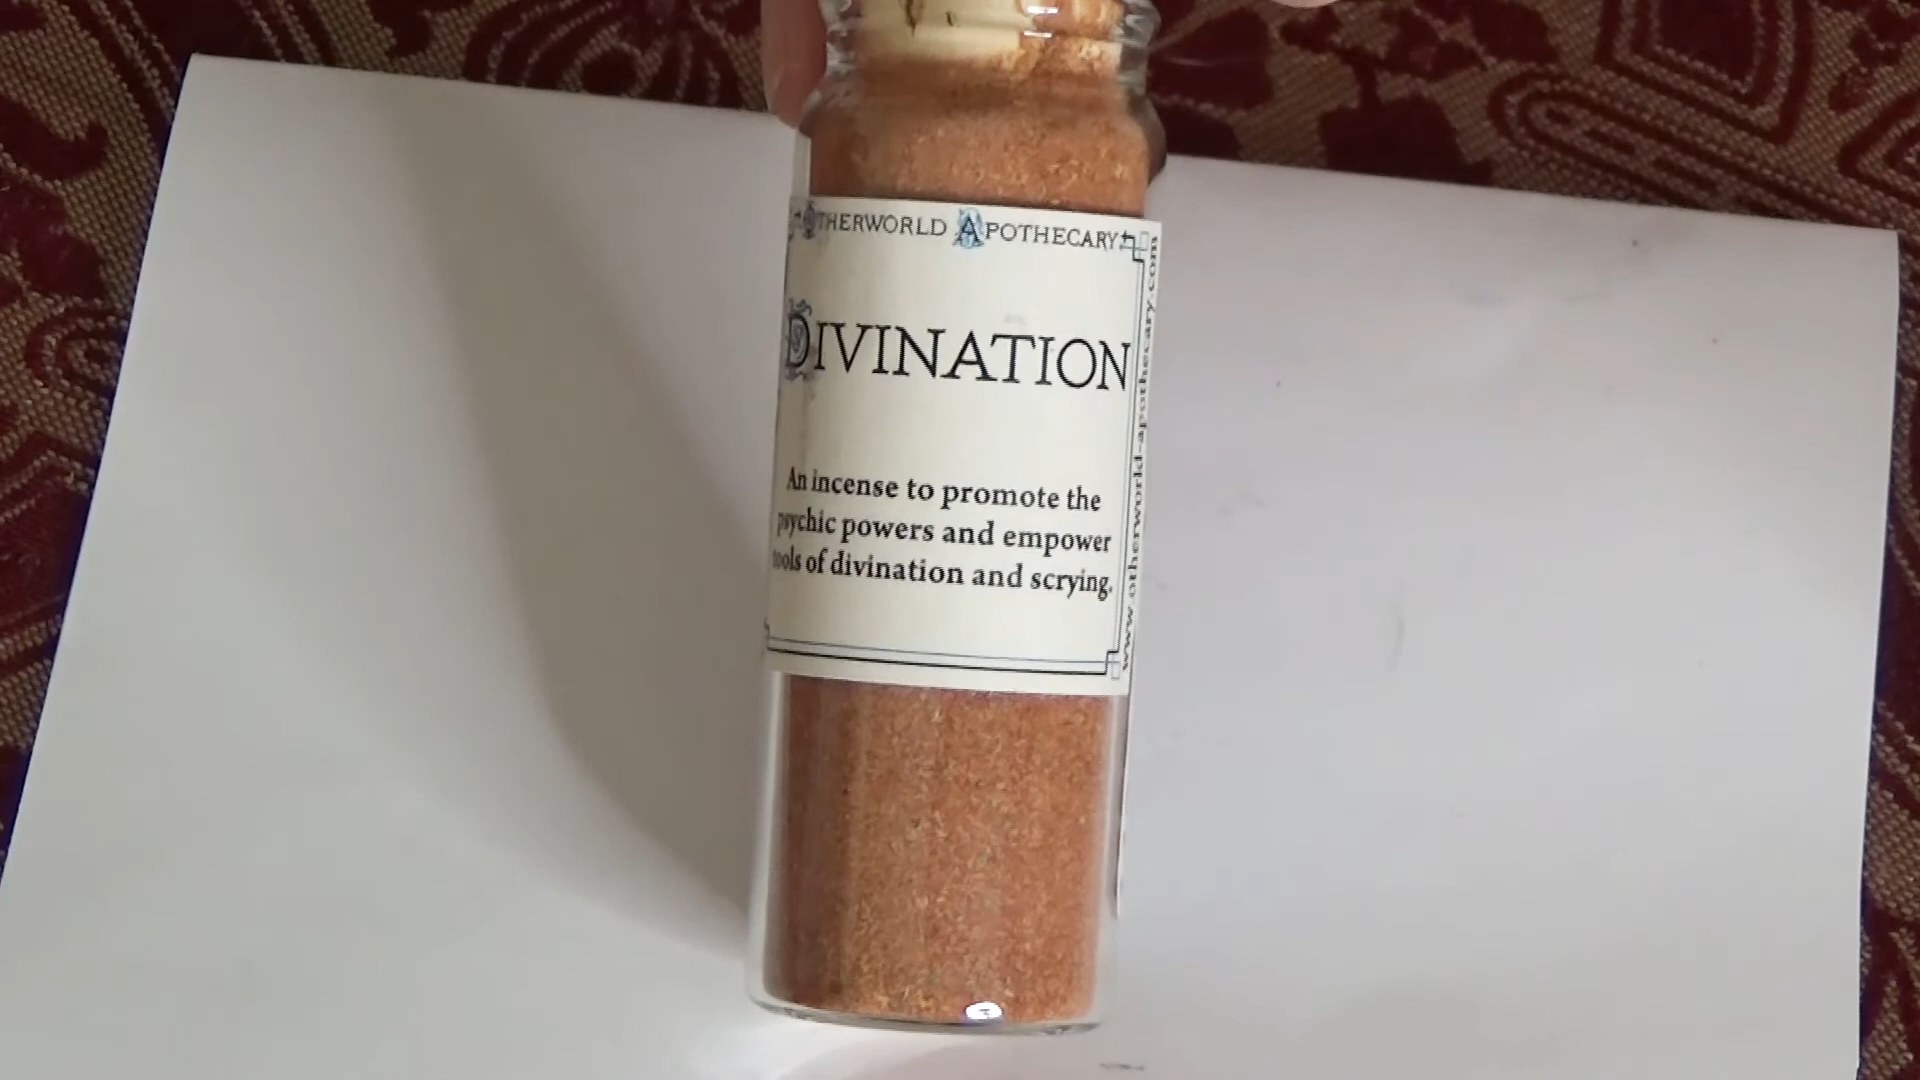 Otherworld Apothecary
Divination
An incense to promote the
psychic powers and empower
tools of divination and scrying.
www.otherworld-apothecary.com